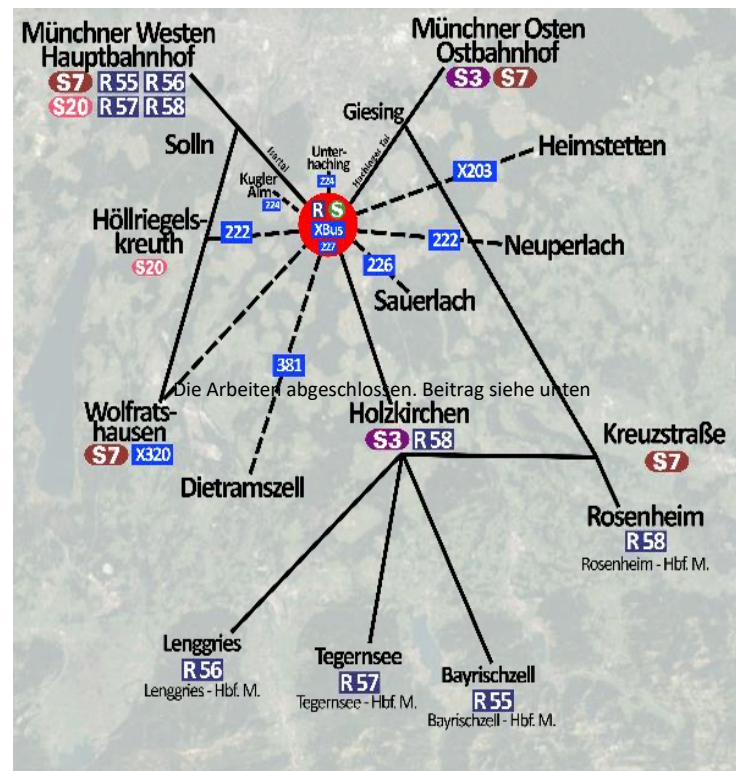 Münchner Westen
Hauptbahnhof
S7 R55 R56
S20 R57 R58
Münchner Osten
Ostbahnhof
S3 S7
Giesing
Solln
Isartal
Unter-
haching
224
Hachinger Tal
Heimstetten
X203
Kugler
Alm
224
R S
XBus
227
Höllriegels-
kreuth
S20
222
222
Neuperlach
226
Sauerlach
381
Die Arbeiten abgeschlossen. Beitrag siehe unten
Wolfrats-
hausen
S7 X320
Holzkirchen
S3 R58
Kreuzstraße
S7
Dietramszell
Rosenheim
R58
Rosenheim - Hbf. M.
Lenggries
R56
Lenggries - Hbf. M.
Tegernsee
R57
Tegernsee - Hbf. M.
Bayrischzell
R55
Bayrischzell - Hbf. M.